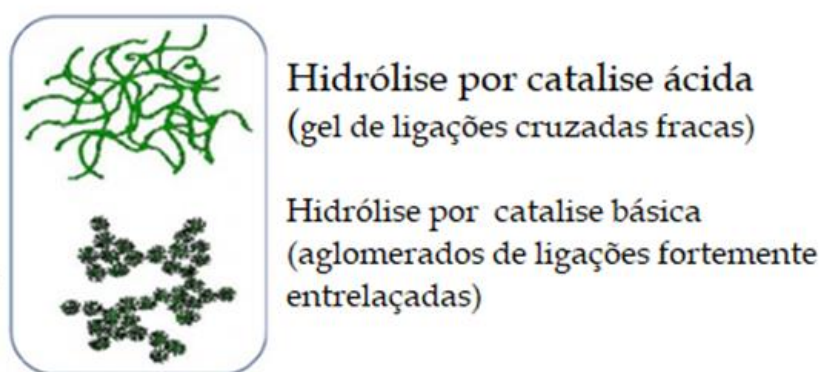 Hidrólise por catalise ácida
(gel de ligações cruzadas fracas)
Hidrólise por catalise básica
(aglomerados de ligações fortemente
entrelaçadas)